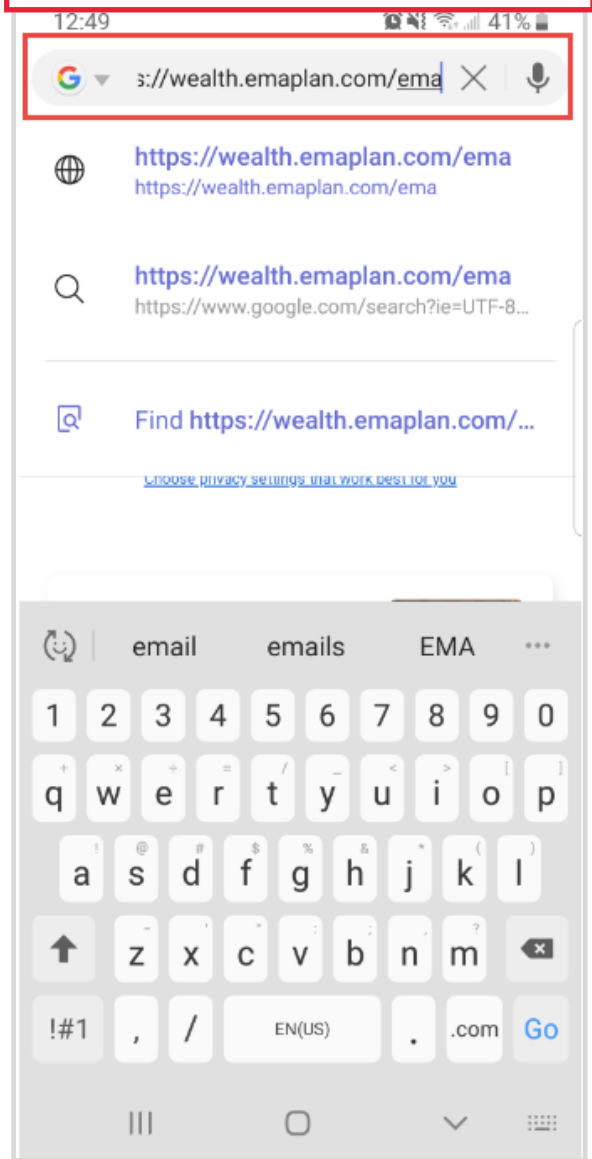 12:49 41%
s://wealth.emaplan.com/ema
https://wealth.emaplan.com/ema
https://wealth.emaplan.com/ema
https://wealth.emaplan.com/ema
https://www.google.com/search?ie=UTF-8...
Find https://wealth.emaplan.com/...
Choose privacy settings that work best for you
email emails EMA ...
1 2 3 4 5 6 7 8 9 0
+ × ÷ = / _ < > [ ]
q w e r t y u i o p
! @ # $ % & * ( )
a s d f g h j k l
- ' " : ; , ?
z x c v b n m
!#1 , / EN(US) . .com Go